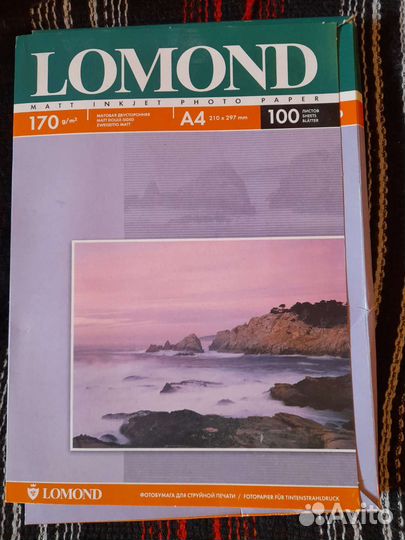 LOMOND
MATT INKJET PHOTO PAPER
170 g/m² МАТОВАЯ ДВУСТОРОННЯЯ A4 210 x 297 mm 100 ЛИСТОВ
MATT DOUBLE-SIDED SHEETS
ZWEISEITIG MATT BLÄTTER
LOMOND
ФОТОБУМАГА ДЛЯ СТРУЙНОЙ ПЕЧАТИ / FOTOPAPIER FÜR TINTENSTRAHLDRUCK
Avito